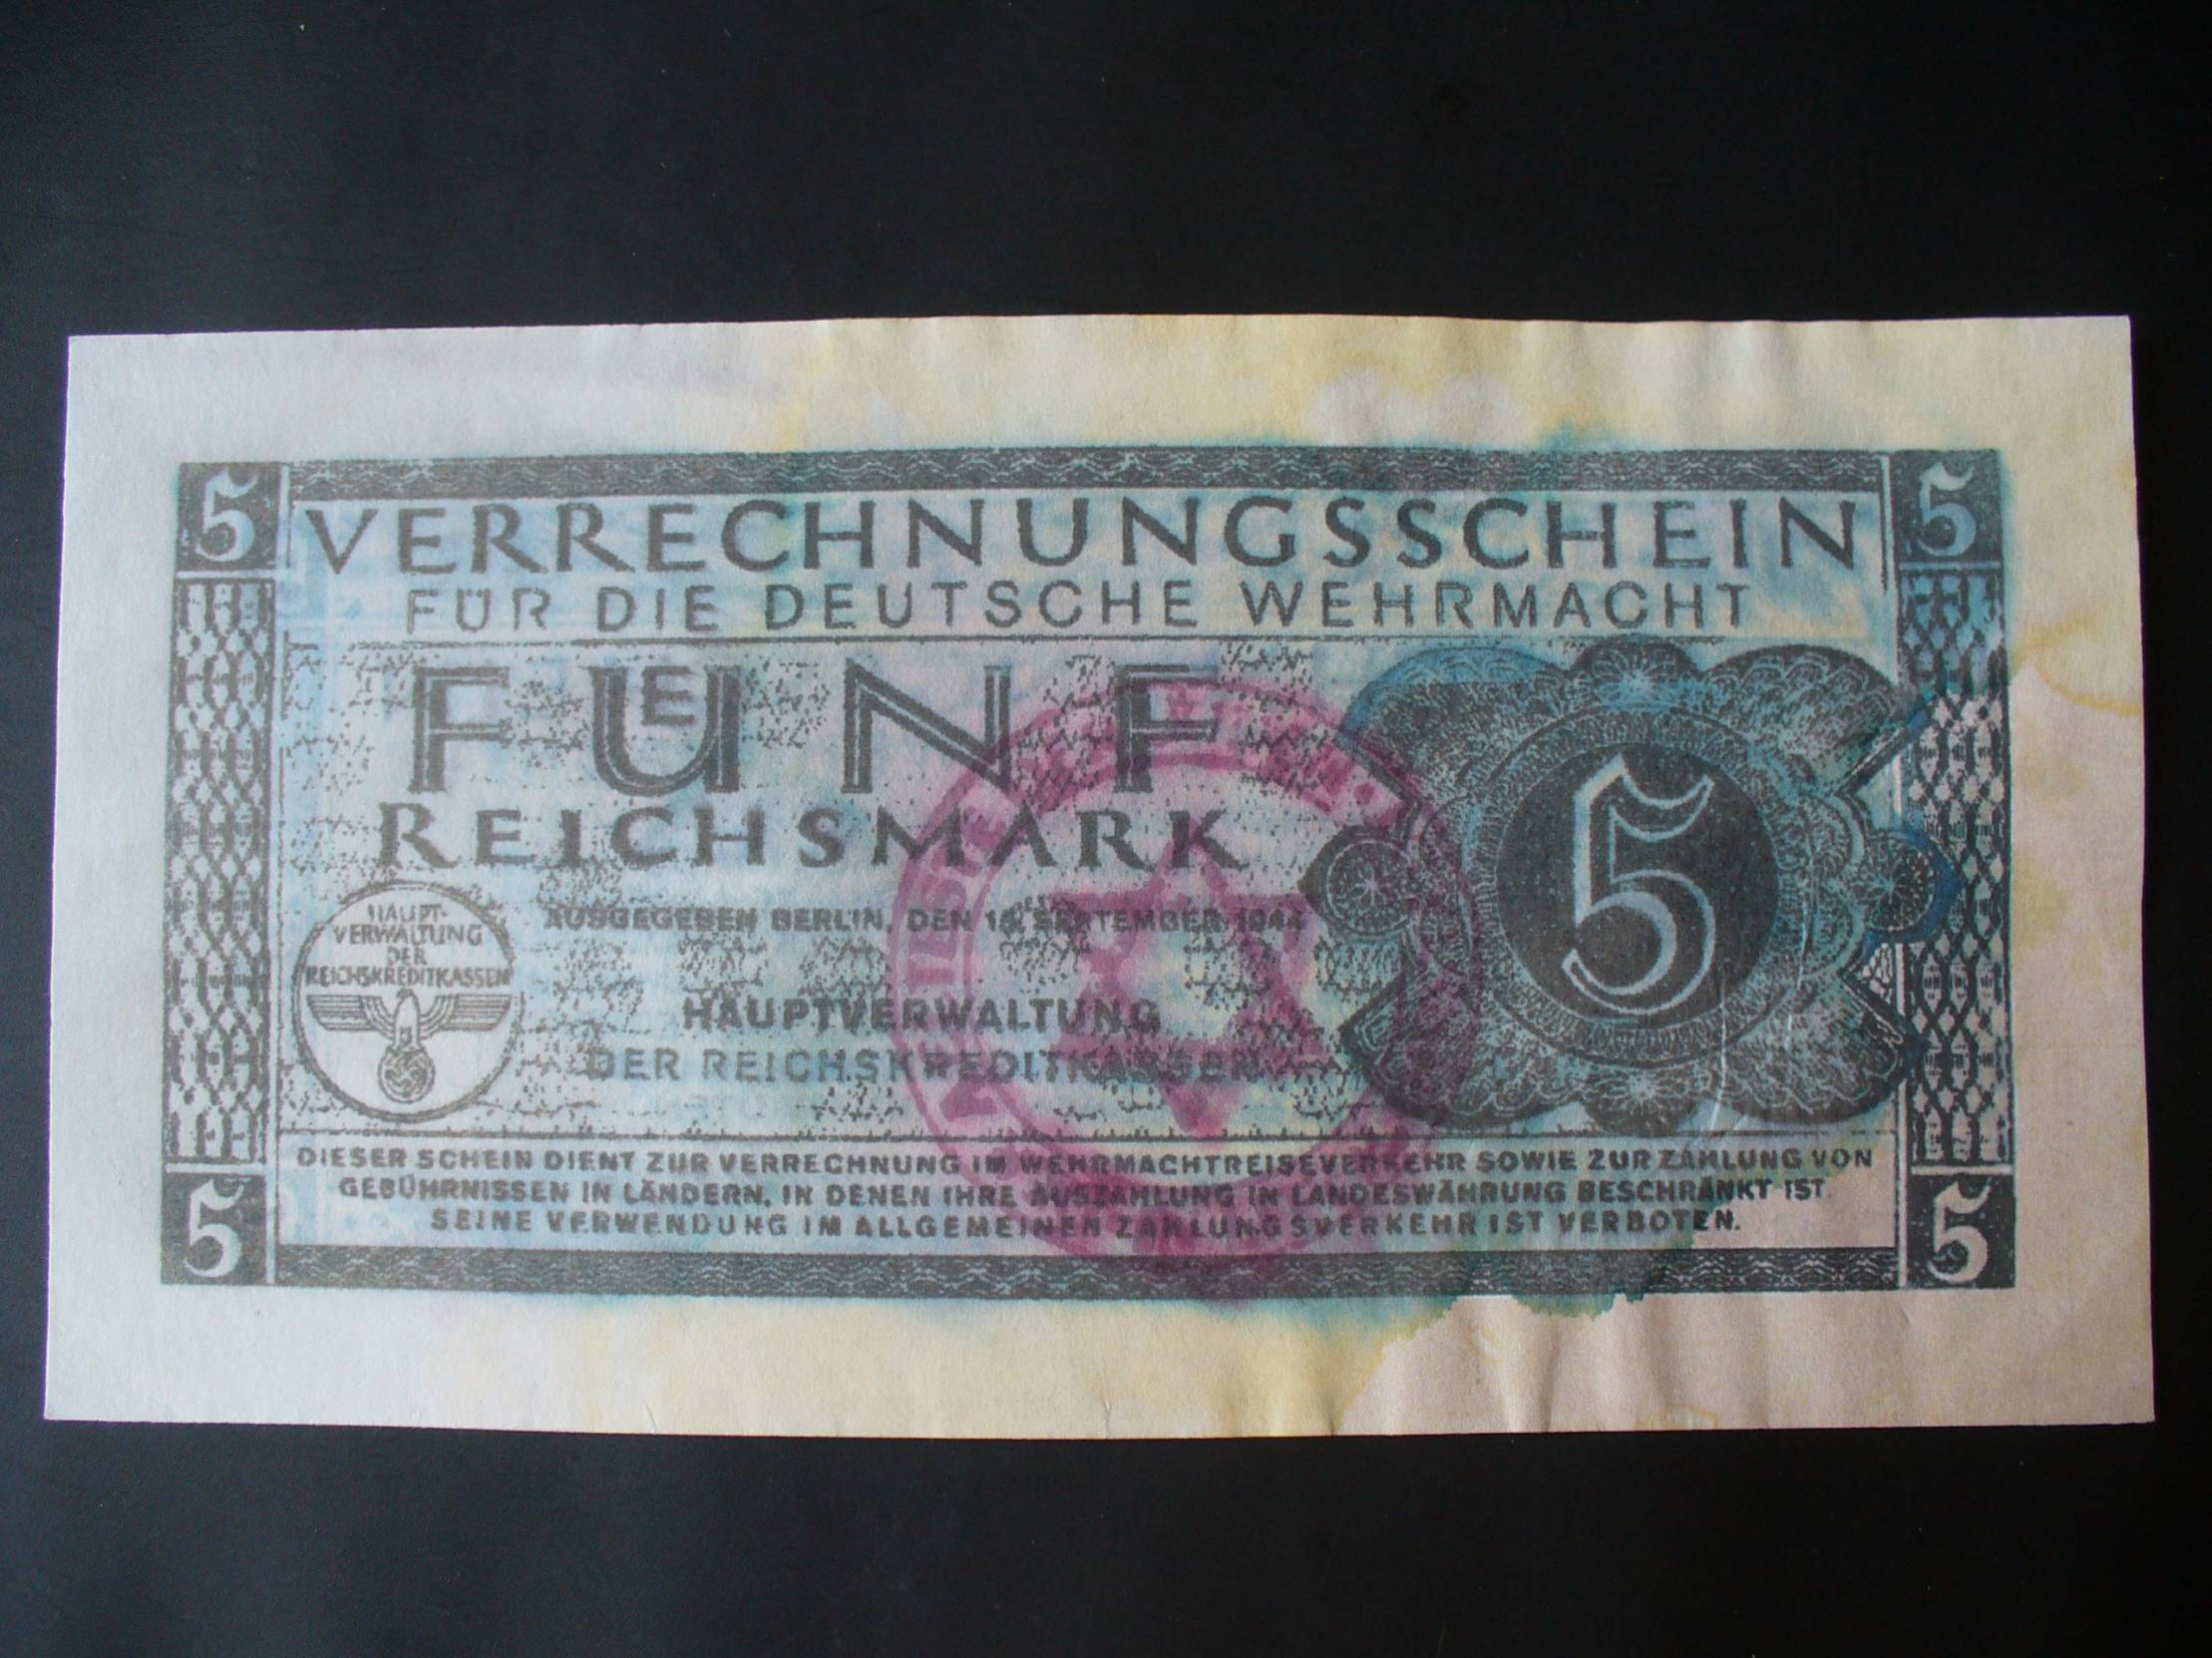 5 5
VERRECHNUNGSSCHEIN
FÜR DIE DEUTSCHE WEHRMACHT
FUENF
REICHSMARK
5
HAUPT-
VERWALTUNG
DER
REICHSKREDITKASSEN
AUSGEGEBEN BERLIN, DEN 15. SEPTEMBER 1944
HAUPTVERWALTUNG
DER REICHSKREDITKASSEN
DIESER SCHEIN DIENT ZUR VERRECHNUNG IM WEHRMACHTREISEVERKEHR SOWIE ZUR ZAHLUNG VON
GEBÜHRNISSEN IN LÄNDERN, IN DENEN IHRE AUSZAHLUNG IN LANDESWÄHRUNG BESCHRÄNKT IST
SEINE VERWENDUNG IM ALLGEMEINEN ZAHLUNGSVERKEHR IST VERBOTEN.
5 5